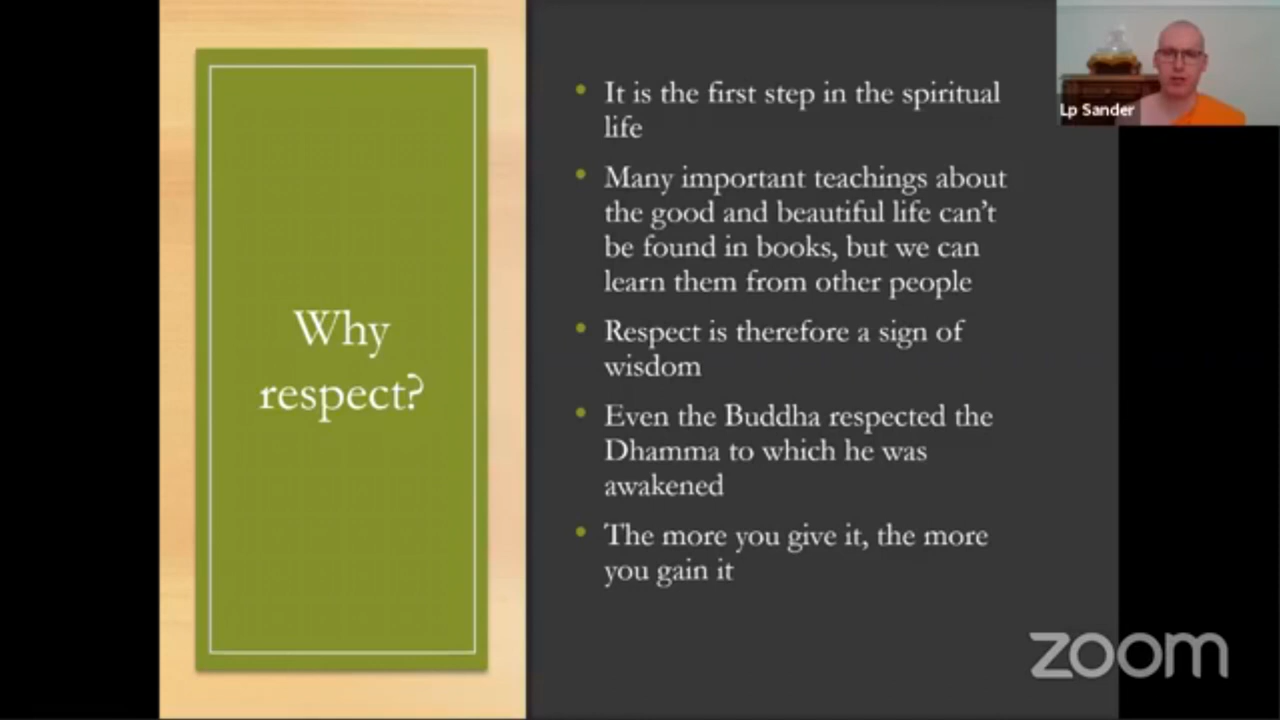 Why
respect?
It is the first step in the spiritual
life
Many important teachings about
the good and beautiful life can’t
be found in books, but we can
learn them from other people
Respect is therefore a sign of
wisdom
Even the Buddha respected the
Dhamma to which he was
awakened
The more you give it, the more
you gain it
Lp Sander
zoom